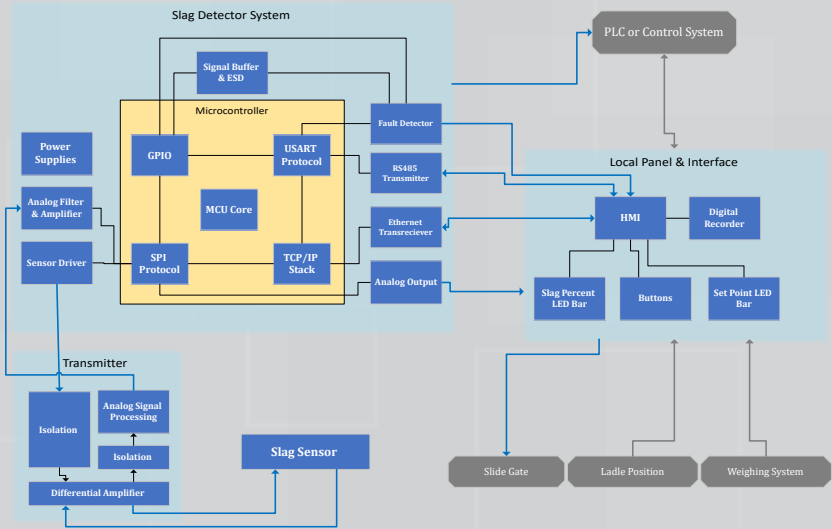 Slag Detector System
PLC or Control System
Signal Buffer
& ESD
Microcontroller
Fault Detector
Power
Supplies
GPIO
USART
Protocol
RS485
Transmitter
Local Panel & Interface
Analog Filter
& Amplifier
MCU Core
Ethernet
Transreciever
HMI
Digital
Recorder
Sensor Driver
SPI
Protocol
TCP/IP
Stack
Analog Output
Slag Percent
LED Bar
Buttons
Set Point LED
Bar
Transmitter
Isolation
Analog Signal
Processing
Isolation
Slag Sensor
Differential Amplifier
Slide Gate
Ladle Position
Weighing System